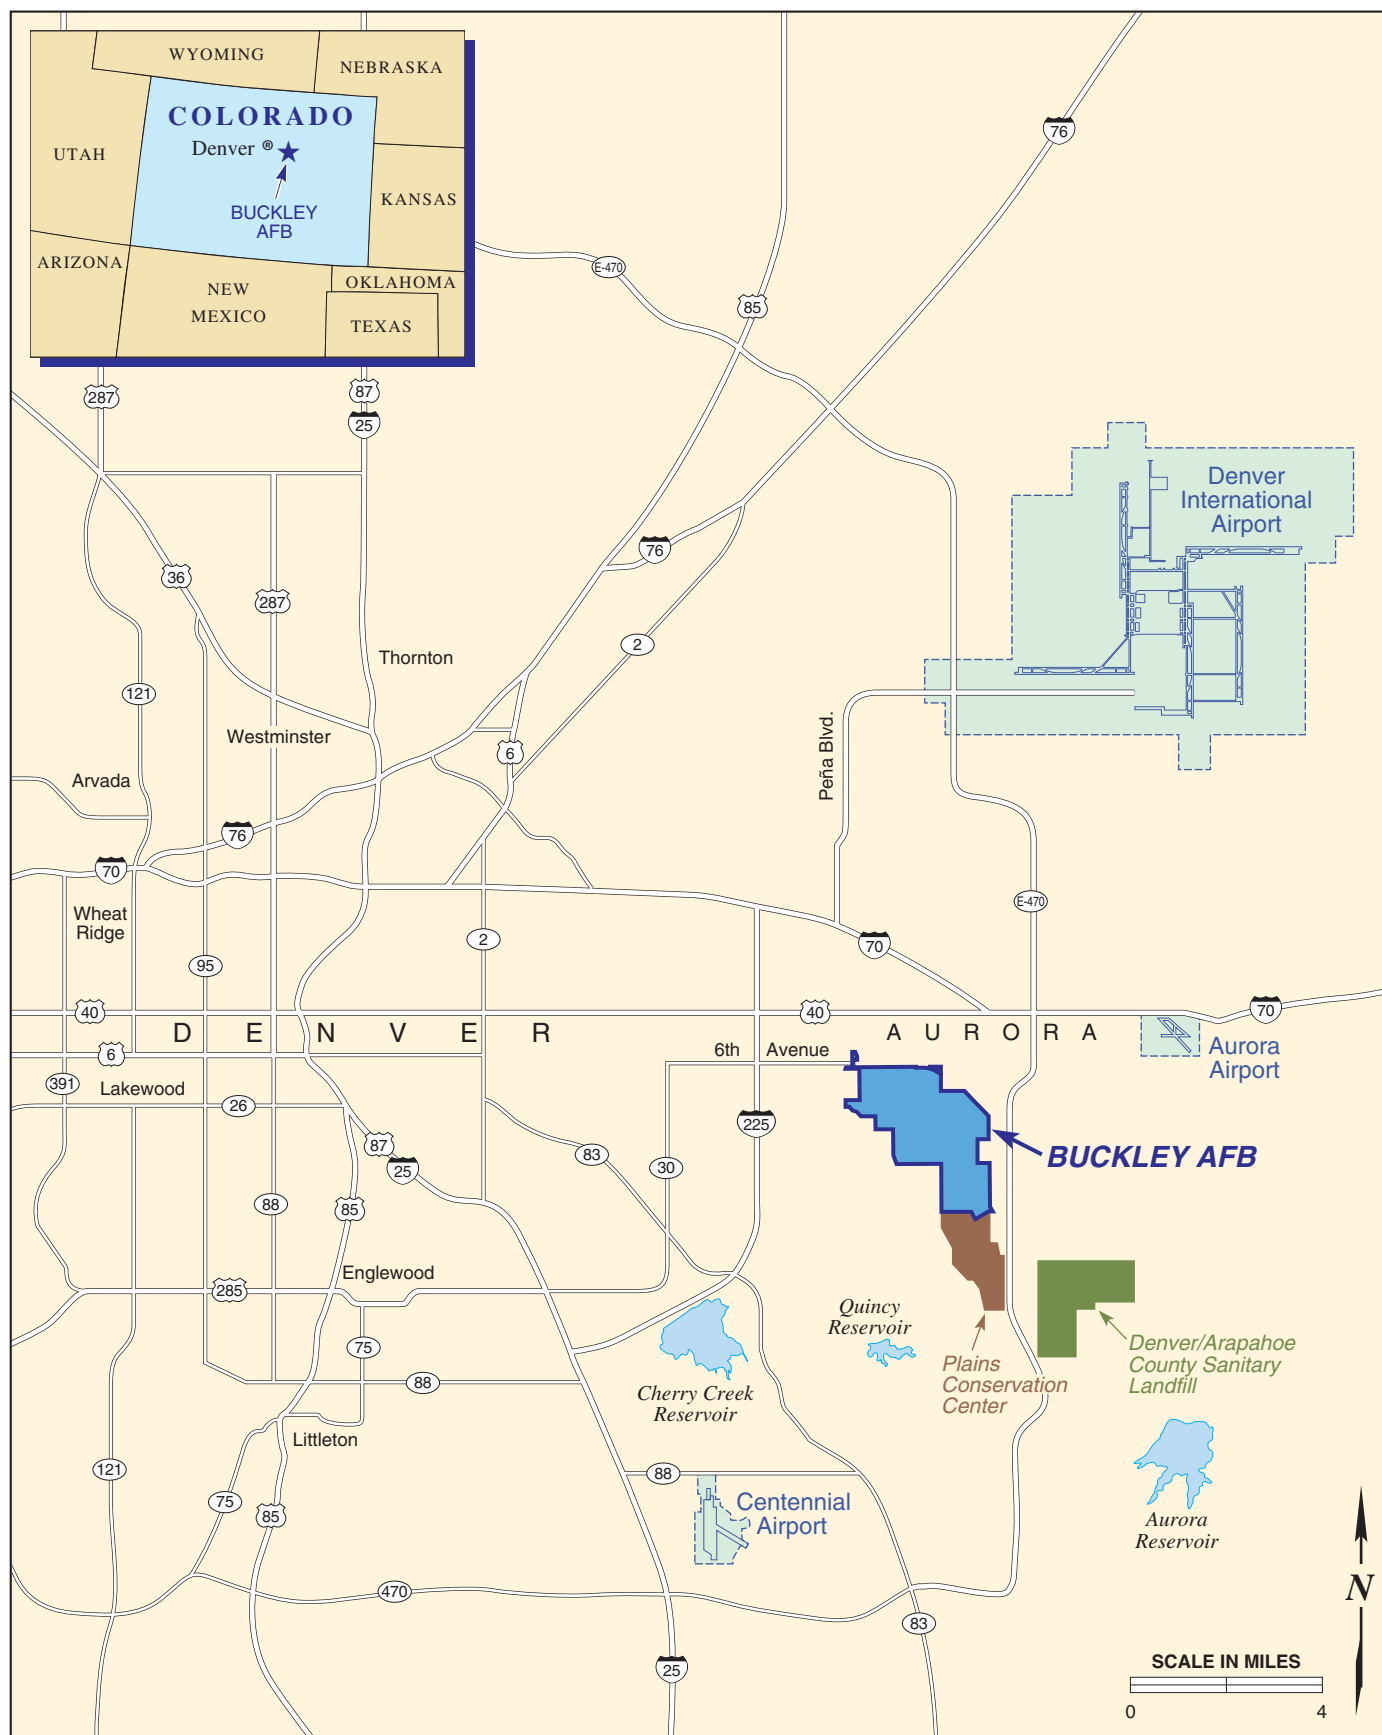 WYOMING
NEBRASKA
COLORADO
Denver ®
UTAH
BUCKLEY
AFB
KANSAS
ARIZONA
NEW
MEXICO
OKLAHOMA
TEXAS
76
E-470
85
287
87
25
Denver
International
Airport
76
36
287
2
Thornton
121
Westminster
6
Peña Blvd.
Arvada
76
70
Wheat
Ridge
E-470
2
70
95
40
40
70
DENVER
AURORA
6
6th Avenue
Aurora
Airport
391
Lakewood
26
225
87
25
83
30
BUCKLEY AFB
88
85
Englewood
285
Quincy
Reservoir
75
Denver/Arapahoe
County Sanitary
Landfill
Plains
Conservation
Center
88
Cherry Creek
Reservoir
Littleton
121
88
75
Centennial
Airport
85
Aurora
Reservoir
470
N
83
25
SCALE IN MILES
0 4